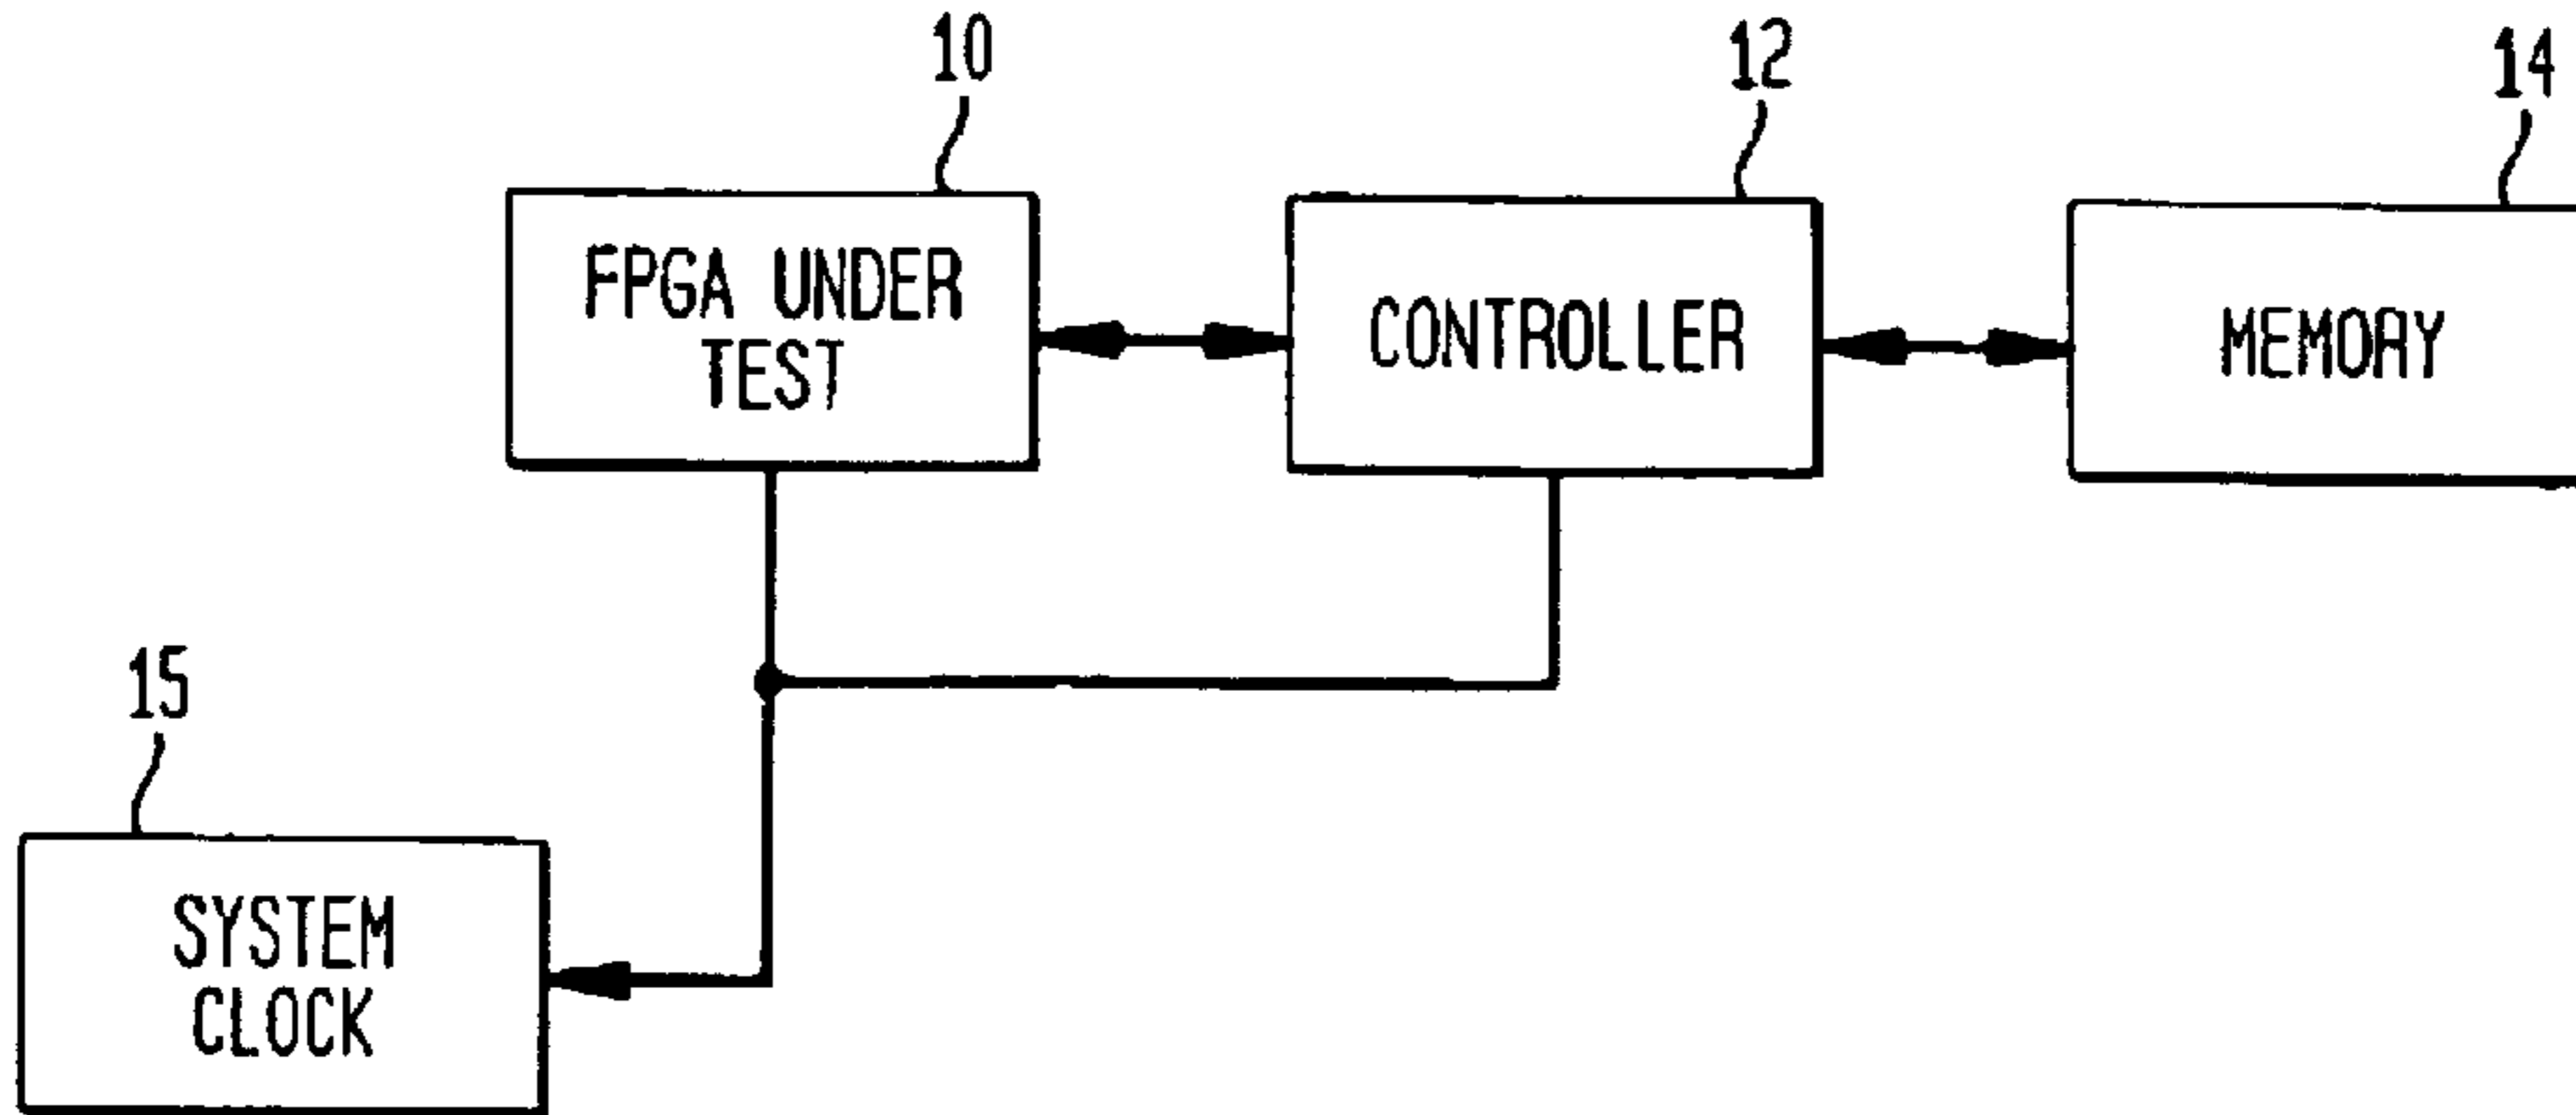 10
12
14
FPGA UNDER
TEST
CONTROLLER
MEMORY
15
SYSTEM
CLOCK